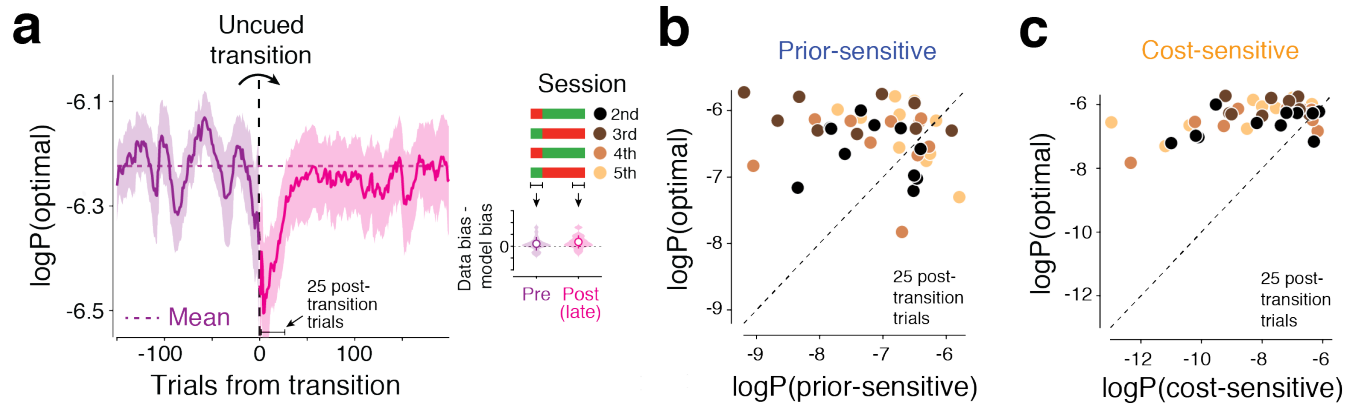 a
Uncued
transition
logP(optimal)
-6.1
-6.3
-6.5
Mean
25 post-
transition
trials
-100
0
100
Trials from transition
Session
2nd
3rd
4th
5th
Data bias -
model bias
0
Pre
Post
(late)
b
Prior-sensitive
logP(optimal)
-6
-7
-8
-9
25 post-
transition
trials
-9
-8
-7
-6
logP(prior-sensitive)
c
Cost-sensitive
logP(optimal)
-6
-8
-10
-12
25 post-
transition
trials
-12
-10
-8
-6
logP(cost-sensitive)